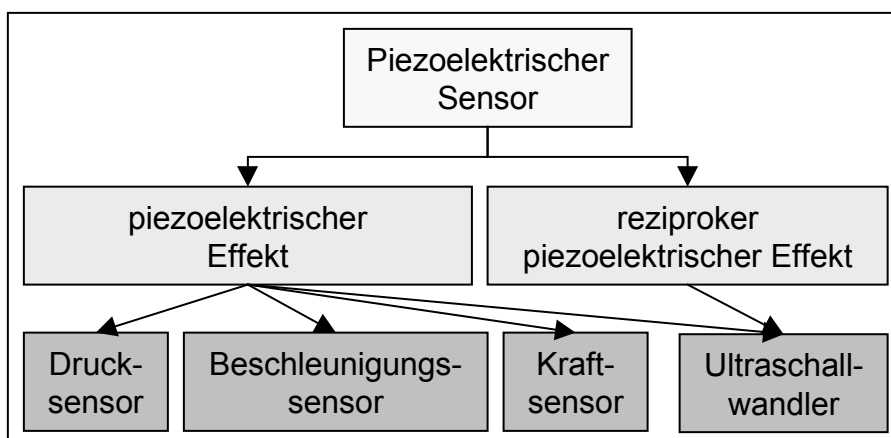 Piezoelektrischer
Sensor
piezoelektrischer
Effekt
reziproker
piezoelektrischer Effekt
Druck-
sensor
Beschleunigungs-
sensor
Kraft-
sensor
Ultraschall-
wandler